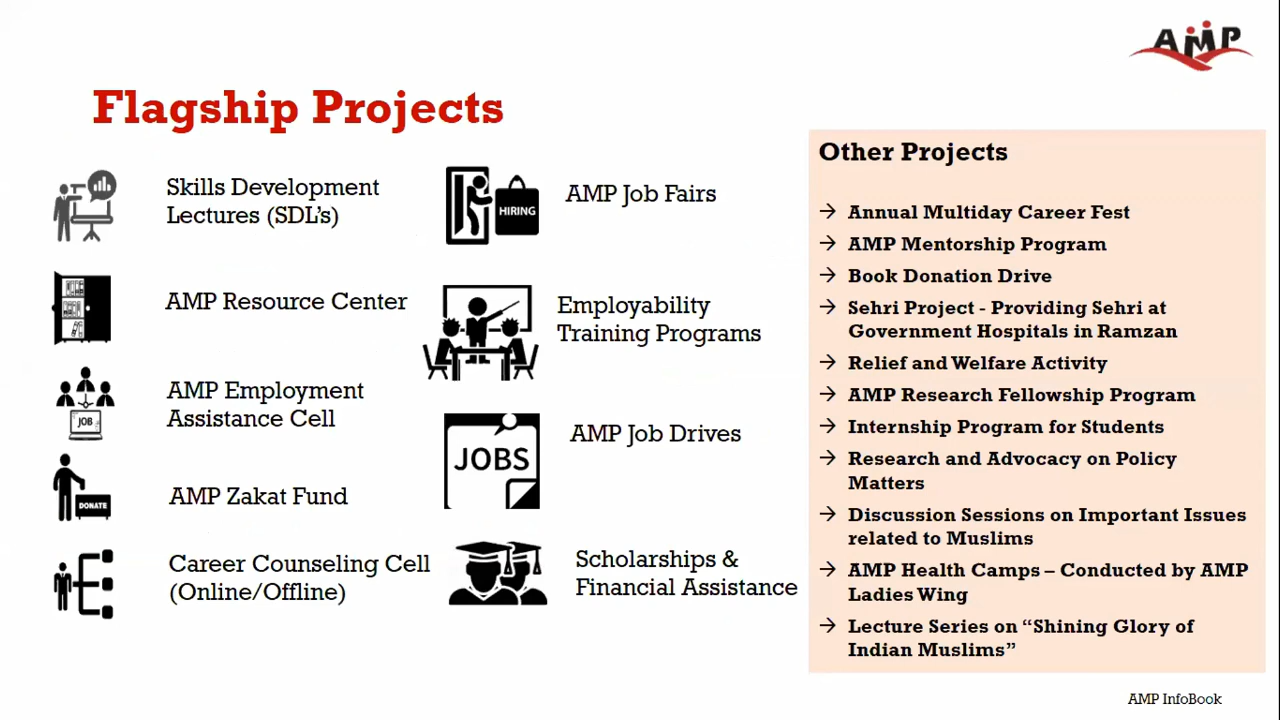 AMP
Flagship Projects
Skills Development
Lectures (SDL's)
AMP Resource Center
JOB
AMP Employment
Assistance Cell
DONATE
AMP Zakat Fund
Career Counseling Cell
(Online/Offline)
HIRING
AMP Job Fairs
Employability
Training Programs
JOBS
AMP Job Drives
Scholarships &
Financial Assistance
Other Projects
→ Annual Multiday Career Fest
→ AMP Mentorship Program
→ Book Donation Drive
→ Sehri Project - Providing Sehri at
Government Hospitals in Ramzan
→ Relief and Welfare Activity
→ AMP Research Fellowship Program
→ Internship Program for Students
→ Research and Advocacy on Policy
Matters
→ Discussion Sessions on Important Issues
related to Muslims
→ AMP Health Camps – Conducted by AMP
Ladies Wing
→ Lecture Series on “Shining Glory of
Indian Muslims”
AMP InfoBook